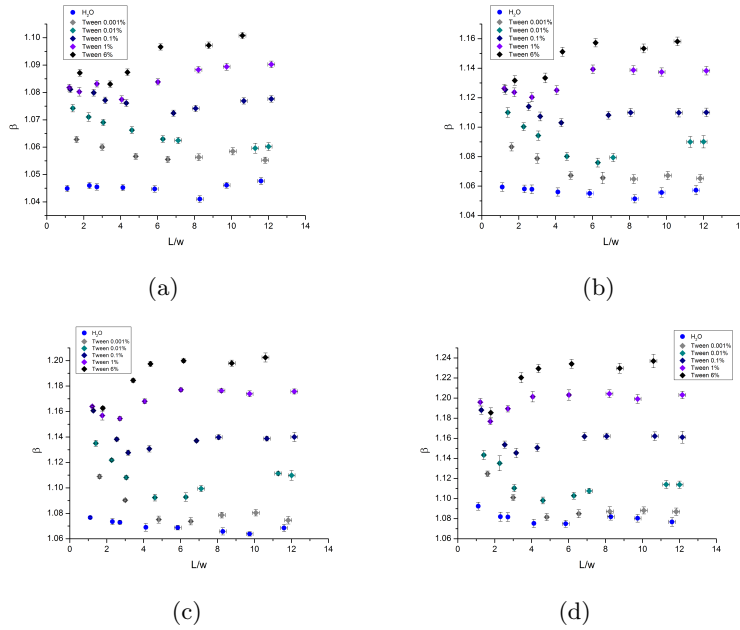 H₂O
Tween 0.001%
Tween 0.01%
Tween 0.1%
Tween 1%
Tween 6%
β
1.10
1.09
1.08
1.07
1.06
1.05
1.04
0 2 4 6 8 10 12 14
L/w
(a)
H₂O
Tween 0.001%
Tween 0.01%
Tween 0.1%
Tween 1%
Tween 6%
β
1.16
1.14
1.12
1.10
1.08
1.06
1.04
0 2 4 6 8 10 12 14
L/w
(b)
H₂O
Tween 0.001%
Tween 0.01%
Tween 0.1%
Tween 1%
Tween 6%
β
1.20
1.18
1.16
1.14
1.12
1.10
1.08
1.06
0 2 4 6 8 10 12 14
L/w
(c)
H₂O
Tween 0.001%
Tween 0.01%
Tween 0.1%
Tween 1%
Tween 6%
β
1.24
1.22
1.20
1.18
1.16
1.14
1.12
1.10
1.08
1.06
0 2 4 6 8 10 12 14
L/w
(d)